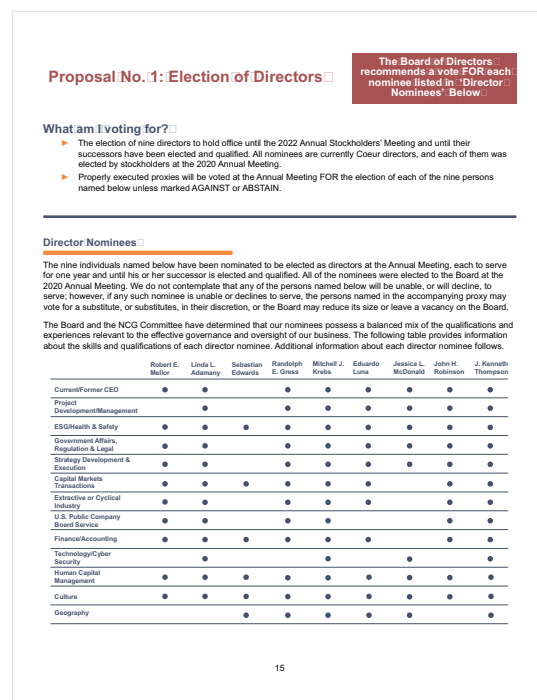 Proposal No. 1: Election of Directors
The Board of Directors
recommends a vote FOR each
nominee listed in 'Director
Nominees' Below
What am I voting for?
The election of nine directors to hold office until the 2022 Annual Stockholders' Meeting and until their
successors have been elected and qualified. All nominees are currently Coeur directors, and each of them was
elected by stockholders at the 2020 Annual Meeting.
Properly executed proxies will be voted at the Annual Meeting FOR the election of each of the nine persons
named below unless marked AGAINST or ABSTAIN.
Director Nominees
The nine individuals named below have been nominated to be elected as directors at the Annual Meeting, each to serve
for one year and until his or her successor is elected and qualified. All of the nominees were elected to the Board at the
2020 Annual Meeting. We do not contemplate that any of the persons named below will be unable, or will decline, to
serve; however, if any such nominee is unable or declines to serve, the persons named in the accompanying proxy may
vote for a substitute, or substitutes, in their discretion, or the Board may reduce its size or leave a vacancy on the Board.
The Board and the NCG Committee have determined that our nominees possess a balanced mix of the qualifications and
experiences relevant to the effective governance and oversight of our business. The following table provides information
about the skills and qualifications of each director nominee. Additional information about each director nominee follows.
Robert E. Linda L. Sebastian Randolph Mitchell J. Eduardo Jessica L. John H. J. Kenneth
Mellor Adamany Edwards E. Gress Krebs Luna McDonald Robinson Thompson
Current/Former CEO
Project
Development/Management
ESG/Health & Safety
Government Affairs,
Regulation & Legal
Strategy Development &
Execution
Capital Markets
Transactions
Extractive or Cyclical
Industry
U.S. Public Company
Board Service
Finance/Accounting
Technology/Cyber
Security
Human Capital
Management
Culture
Geography
15